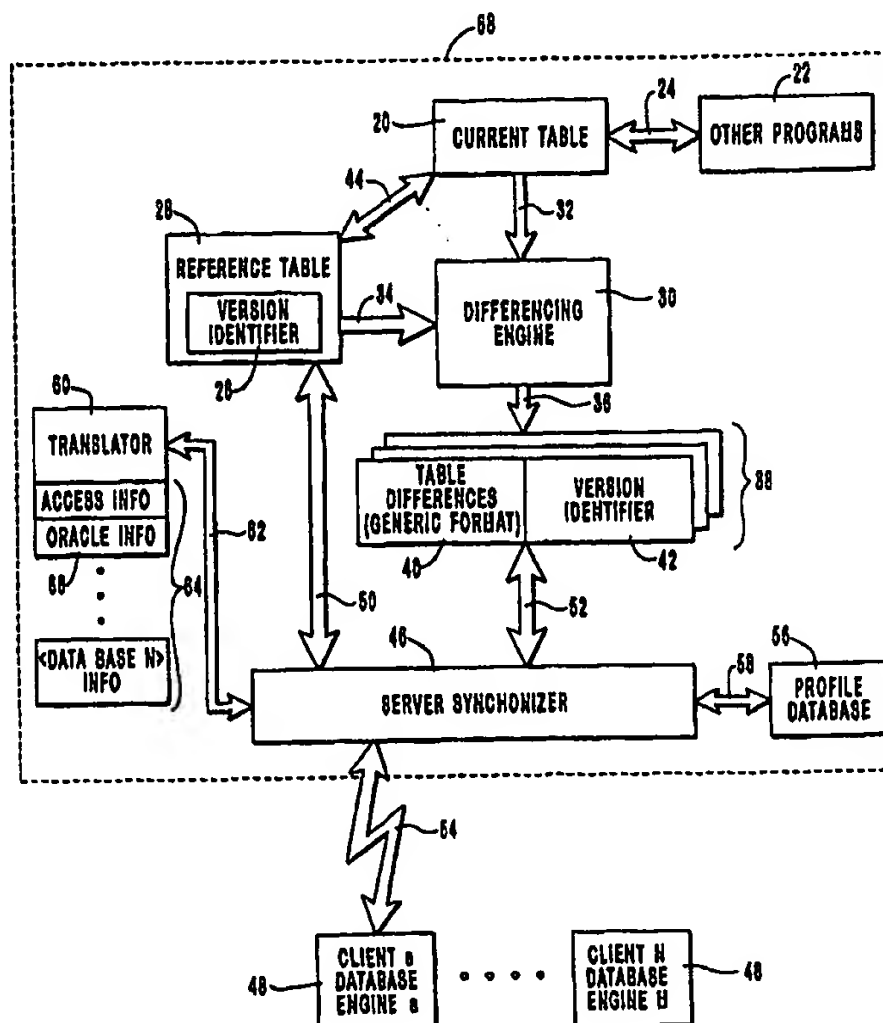 68
20
CURRENT TABLE
24
22
OTHER PROGRAMS
44
32
28
REFERENCE TABLE
VERSION
IDENTIFIER
26
34
DIFFERENCING
ENGINE
30
36
60
TRANSLATOR
ACCESS INFO
ORACLE INFO
66
62
64
<DATA BASE N>
INFO
TABLE
DIFFERENCES
(GENERIC FORMAT)
VERSION
IDENTIFIER
38
40
42
50
52
46
SERVER SYNCHONIZER
58
56
PROFILE
DATABASE
54
CLIENT a
DATABASE
ENGINE a
48
CLIENT N
DATABASE
ENGINE N
48